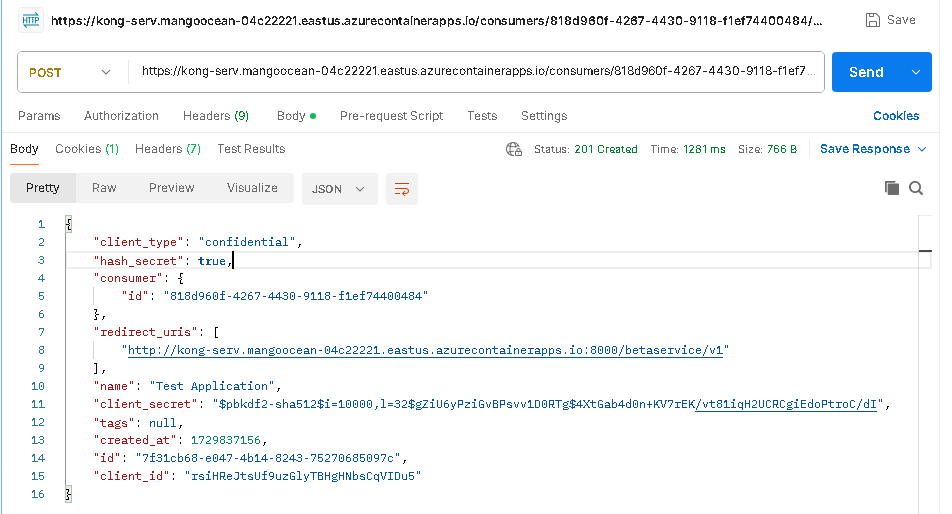 HTTP https://kong-serv.mangoocean-04c22221.eastus.azurecontainerapps.io/consumers/818d960f-4267-4430-9118-f1ef74400484/... Save
POST https://kong-serv.mangoocean-04c22221.eastus.azurecontainerapps.io/consumers/818d960f-4267-4430-9118-f1ef7... Send
Params Authorization Headers (9) Body Pre-request Script Tests Settings Cookies
Body Cookies (1) Headers (7) Test Results Status: 201 Created Time: 1281 ms Size: 766 B Save Response
Pretty Raw Preview Visualize JSON
1 {
2 "client_type": "confidential",
3 "hash_secret": true,
4 "consumer": {
5 "id": "818d960f-4267-4430-9118-f1ef74400484"
6 },
7 "redirect_uris": [
8 "http://kong-serv.mangoocean-04c22221.eastus.azurecontainerapps.io:8000/betaservice/v1"
9 ],
10 "name": "Test Application",
11 "client_secret": "$pbkdf2-sha512$i=10000,l=32$gZiU6yPziGvBPsvv1D0RTg$4XtGab4d0n+KV7rEK/vt81iqH2UCRCgiEdoPtroC/dI",
12 "tags": null,
13 "created_at": 1729837156,
14 "id": "7f31cb68-e047-4b14-8243-75270685097c",
15 "client_id": "rsiHReJtsUf9uzGlyTBHgHNbsCqVIDu5"
16 }